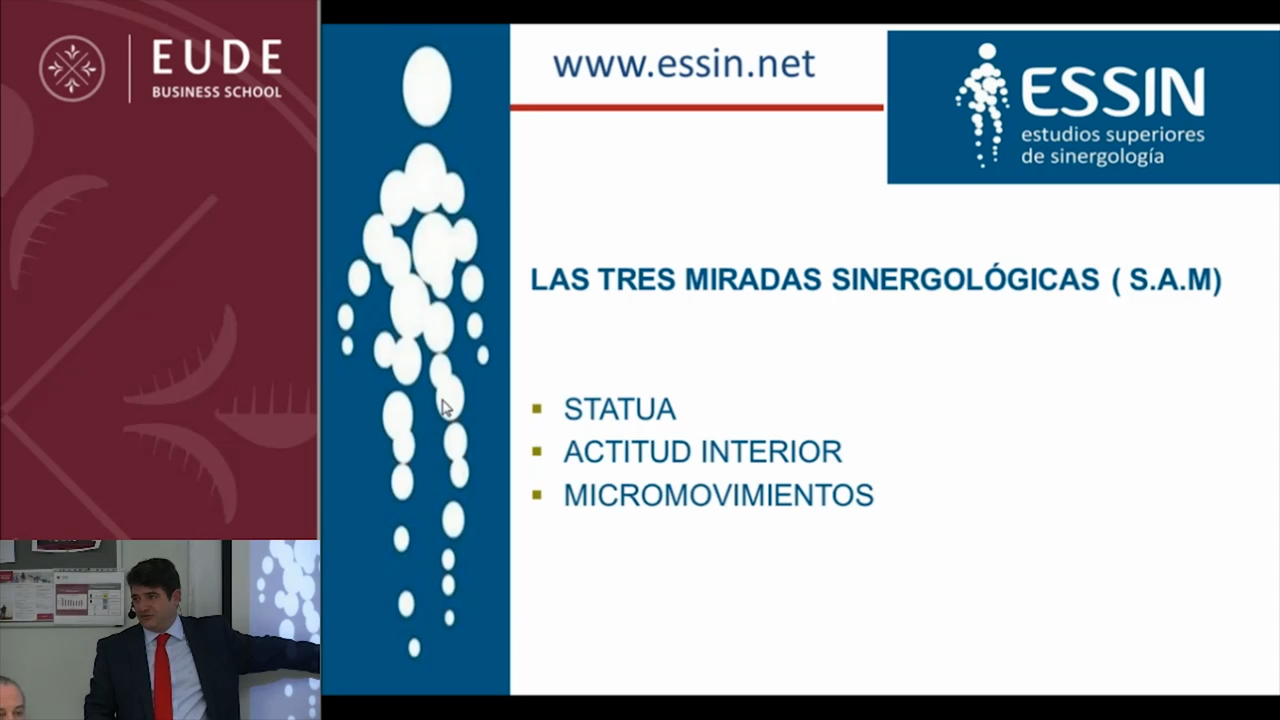 EUDE
BUSINESS SCHOOL
www.essin.net
ESSIN
estudios superiores
de sinergología
LAS TRES MIRADAS SINERGOLÓGICAS ( S.A.M)
▪ STATUA
▪ ACTITUD INTERIOR
▪ MICROMOVIMIENTOS